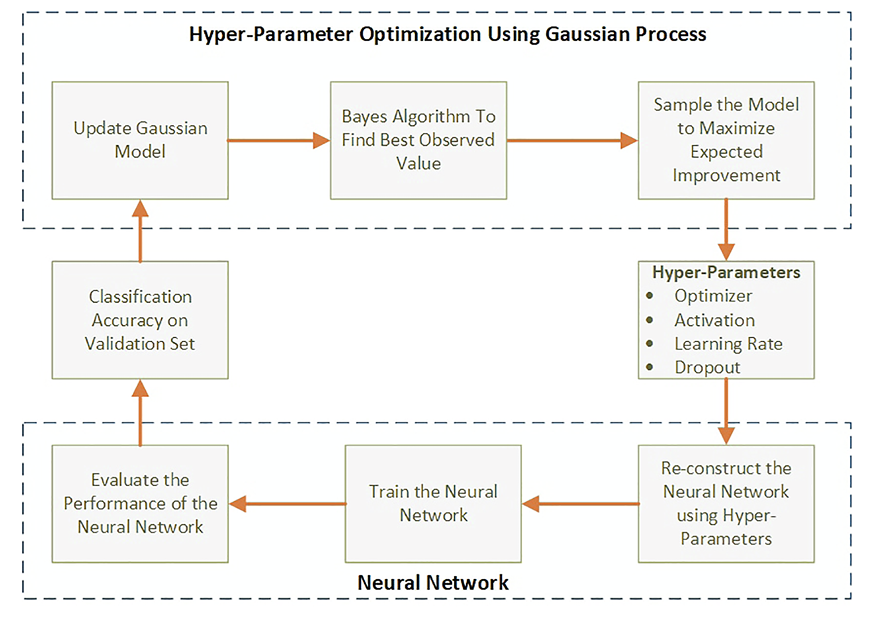 Hyper-Parameter Optimization Using Gaussian Process
Update Gaussian
Model
Bayes Algorithm To
Find Best Observed
Value
Sample the Model
to Maximize
Expected
Improvement
Classification
Accuracy on
Validation Set
Hyper-Parameters
• Optimizer
• Activation
• Learning Rate
• Dropout
Evaluate the
Performance of the
Neural Network
Train the Neural
Network
Re-construct the
Neural Network
using Hyper-
Parameters
Neural Network